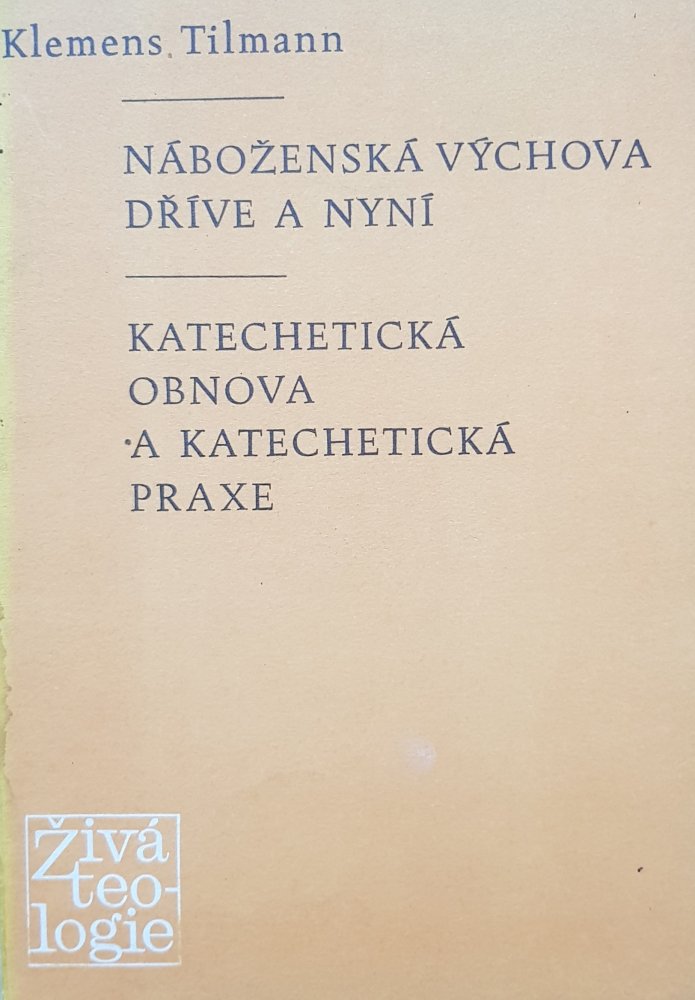 Klemens Tilmann
NÁBOŽENSKÁ VÝCHOVA
DŘÍVE A NYNÍ
KATECHETICKÁ
OBNOVA
A KATECHETICKÁ
PRAXE
Živá
teo-
logie